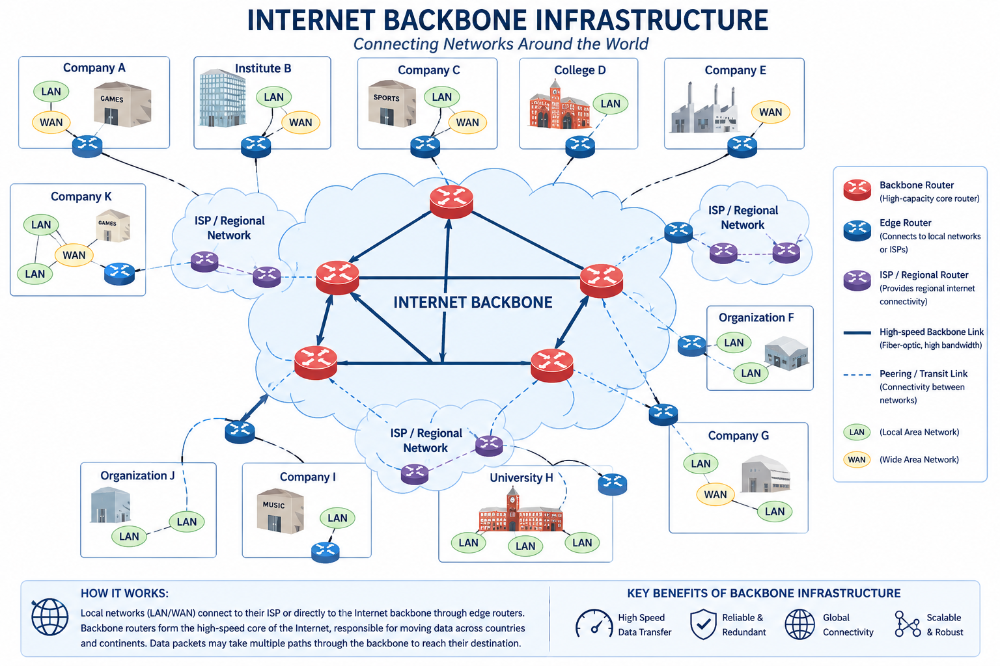 INTERNET BACKBONE INFRASTRUCTURE
Connecting Networks Around the World
Company A
LAN
GAMES
WAN
Institute B
LAN
WAN
Company C
SPORTS
LAN
WAN
College D
LAN
Company E
WAN
Company K
LAN
GAMES
WAN
LAN
ISP / Regional
Network
ISP / Regional
Network
INTERNET BACKBONE
Organization F
LAN
LAN
ISP / Regional
Network
Company G
LAN
WAN
LAN
Organization J
LAN
LAN
Company I
MUSIC
LAN
University H
LAN
LAN
LAN
Backbone Router
(High-capacity core router)
Edge Router
(Connects to local networks
or ISPs)
ISP / Regional Router
(Provides regional internet
connectivity)
High-speed Backbone Link
(Fiber-optic, high bandwidth)
Peering / Transit Link
(Connectivity between
networks)
LAN (Local Area Network)
WAN (Wide Area Network)
HOW IT WORKS:
Local networks (LAN/WAN) connect to their ISP or directly to the Internet backbone through edge routers.
Backbone routers form the high-speed core of the Internet, responsible for moving data across countries
and continents. Data packets may take multiple paths through the backbone to reach their destination.
KEY BENEFITS OF BACKBONE INFRASTRUCTURE
High Speed
Data Transfer
Reliable &
Redundant
Global
Connectivity
Scalable
& Robust